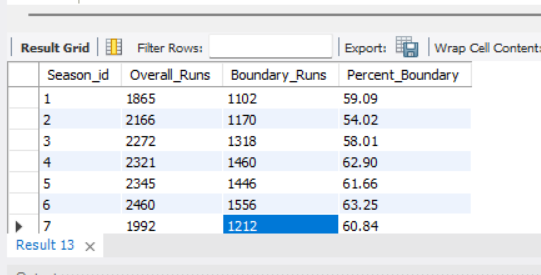 Result Grid Filter Rows: Export: Wrap Cell Content:
Season_id Overall_Runs Boundary_Runs Percent_Boundary
1 1865 1102 59.09
2 2166 1170 54.02
3 2272 1318 58.01
4 2321 1460 62.90
5 2345 1446 61.66
6 2460 1556 63.25
7 1992 1212 60.84
Result 13 ×